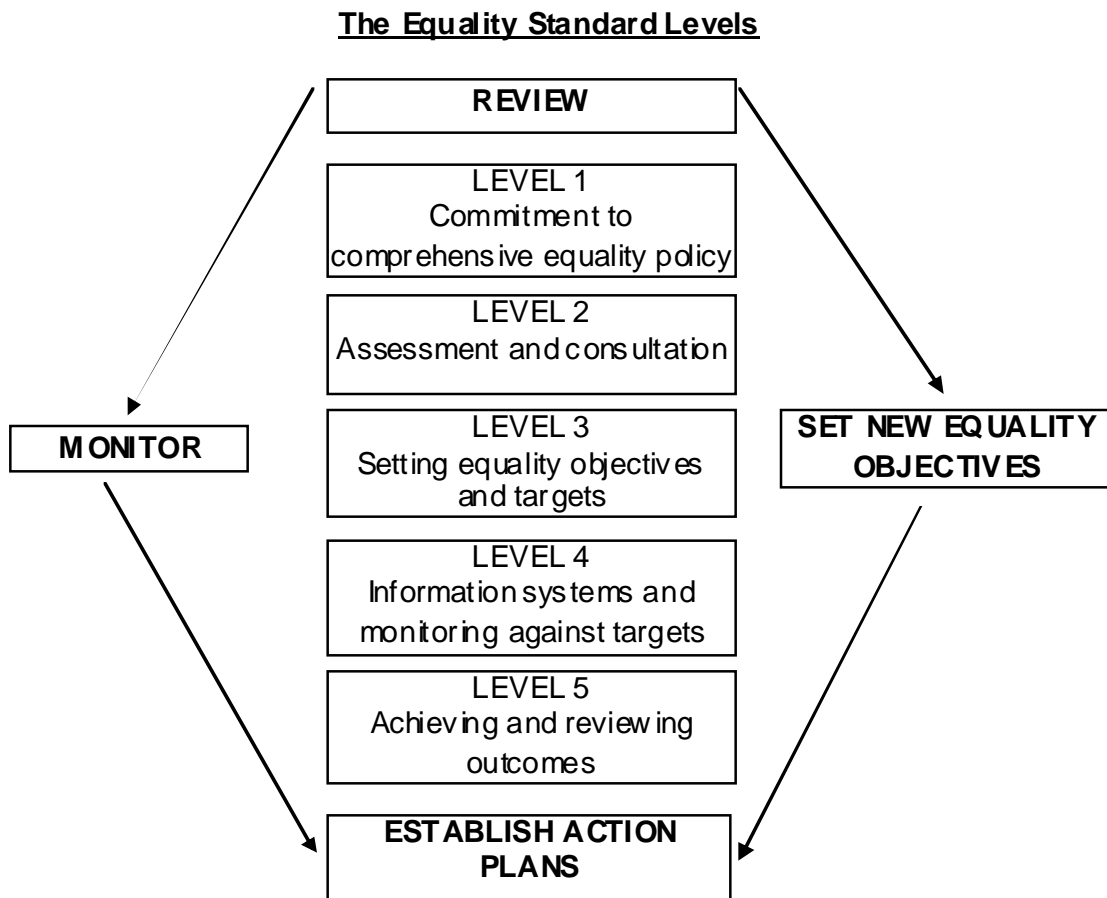 The Equality Standard Levels
REVIEW
LEVEL 1
Commitment to
comprehensive equality policy
LEVEL 2
Assessment and consultation
MONITOR
LEVEL 3
Setting equality objectives
and targets
SET NEW EQUALITY
OBJECTIVES
LEVEL 4
Information systems and
monitoring against targets
LEVEL 5
Achieving and reviewing
outcomes
ESTABLISH ACTION
PLANS